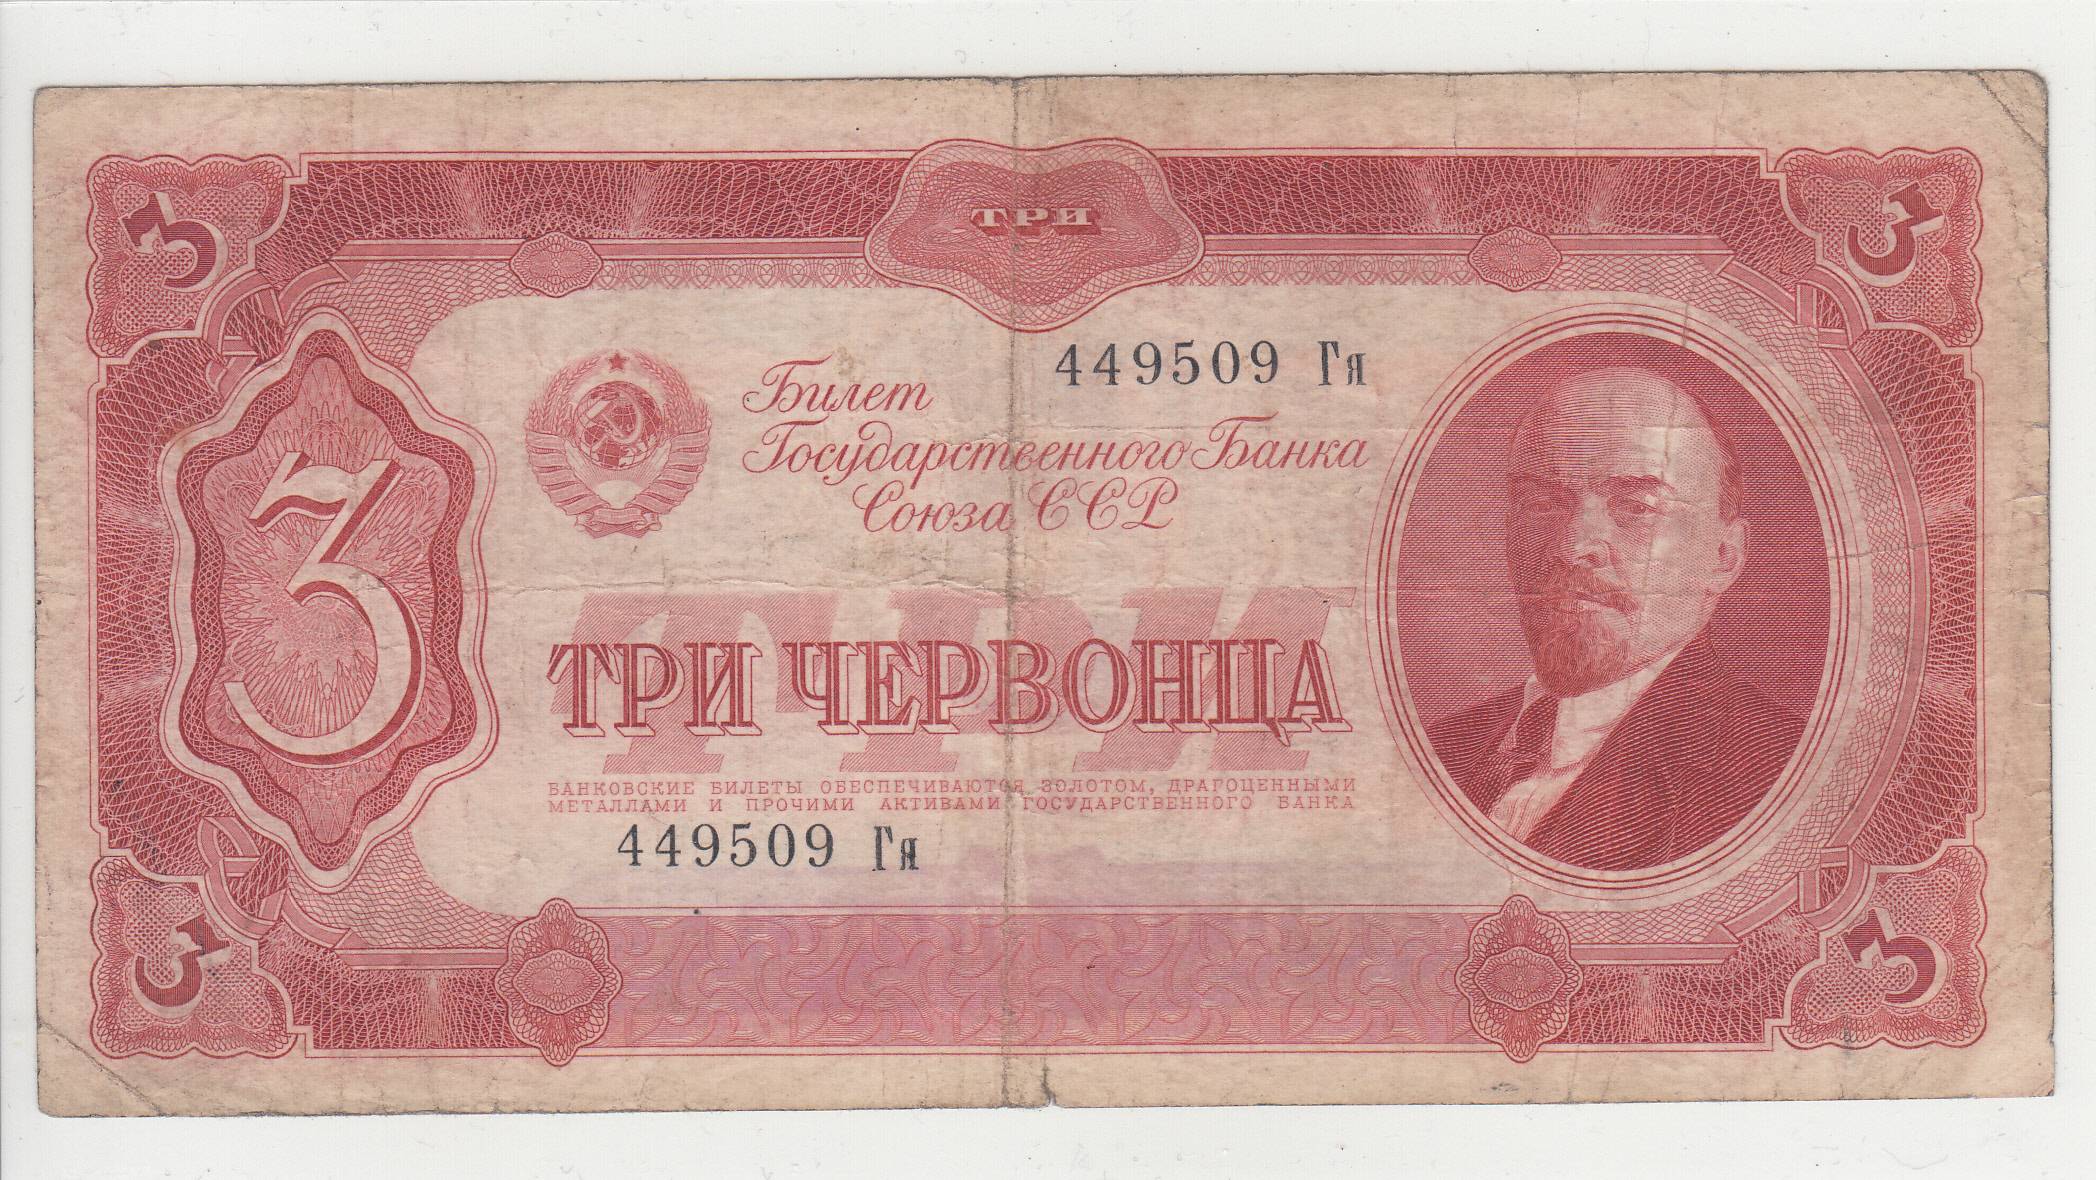 3
ТРИ
3
449509 Гя
Билет
Государственного Банка
Союза ССР
3
ТРИ
ТРИ ЧЕРВОНЦА
БАНКОВСКИЕ БИЛЕТЫ ОБЕСПЕЧИВАЮТСЯ ЗОЛОТОМ, ДРАГОЦЕННЫМИ
МЕТАЛЛАМИ И ПРОЧИМИ АКТИВАМИ ГОСУДАРСТВЕННОГО БАНКА
449509 Гя
3
3